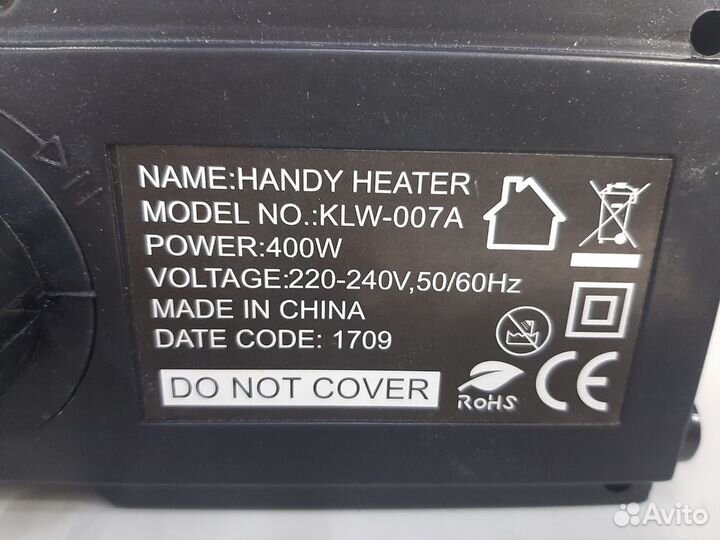 NAME:HANDY HEATER
MODEL NO.:KLW-007A
POWER:400W
VOLTAGE:220-240V,50/60Hz
MADE IN CHINA
DATE CODE: 1709
DO NOT COVER
RoHS
CE
Avito